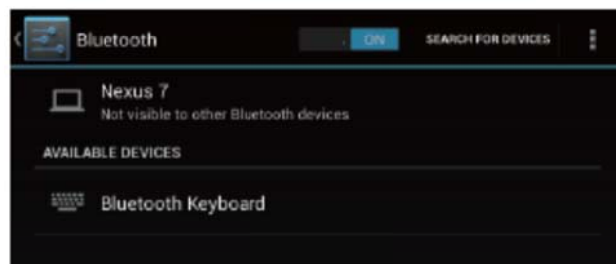 Bluetooth ON SEARCH FOR DEVICES
Nexus 7
Not visible to other Bluetooth devices
AVAILABLE DEVICES
Bluetooth Keyboard